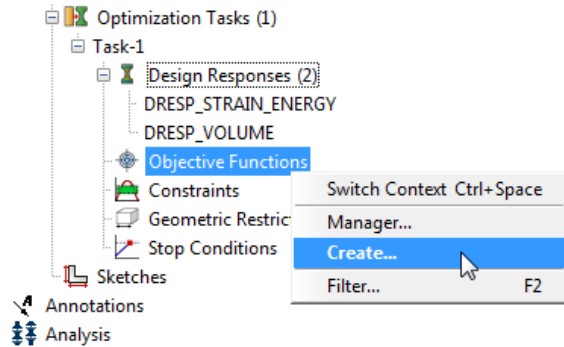 Optimization Tasks (1)
Task-1
Design Responses (2)
DRESP_STRAIN_ENERGY
DRESP_VOLUME
Objective Functions
Constraints
Geometric Restric
Stop Conditions
Sketches
Annotations
Analysis
Switch Context Ctrl+Space
Manager...
Create...
Filter... F2